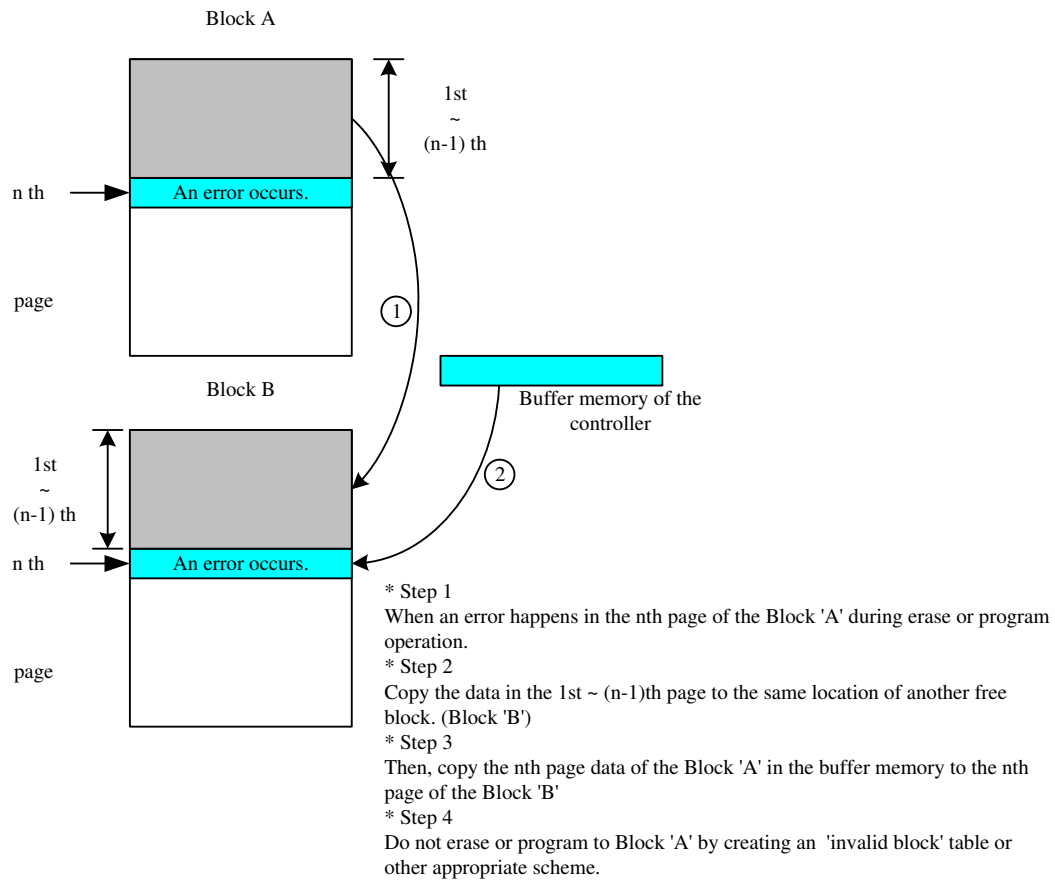 Block A
1st
~
(n-1) th
n th
An error occurs.
page
1
Buffer memory of the
controller
Block B
1st
~
(n-1) th
2
n th
An error occurs.
page
* Step 1
When an error happens in the nth page of the Block 'A' during erase or program
operation.
* Step 2
Copy the data in the 1st ~ (n-1)th page to the same location of another free
block. (Block 'B')
* Step 3
Then, copy the nth page data of the Block 'A' in the buffer memory to the nth
page of the Block 'B'
* Step 4
Do not erase or program to Block 'A' by creating an 'invalid block' table or
other appropriate scheme.